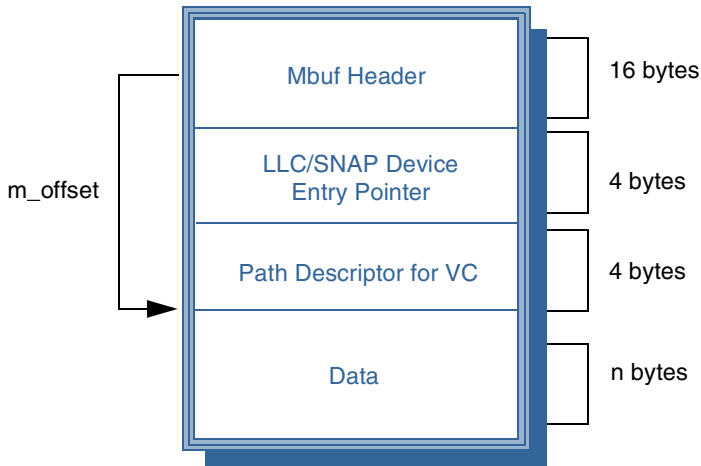 Mbuf Header
16 bytes
LLC/SNAP Device
Entry Pointer
4 bytes
m_offset
Path Descriptor for VC
4 bytes
Data
n bytes